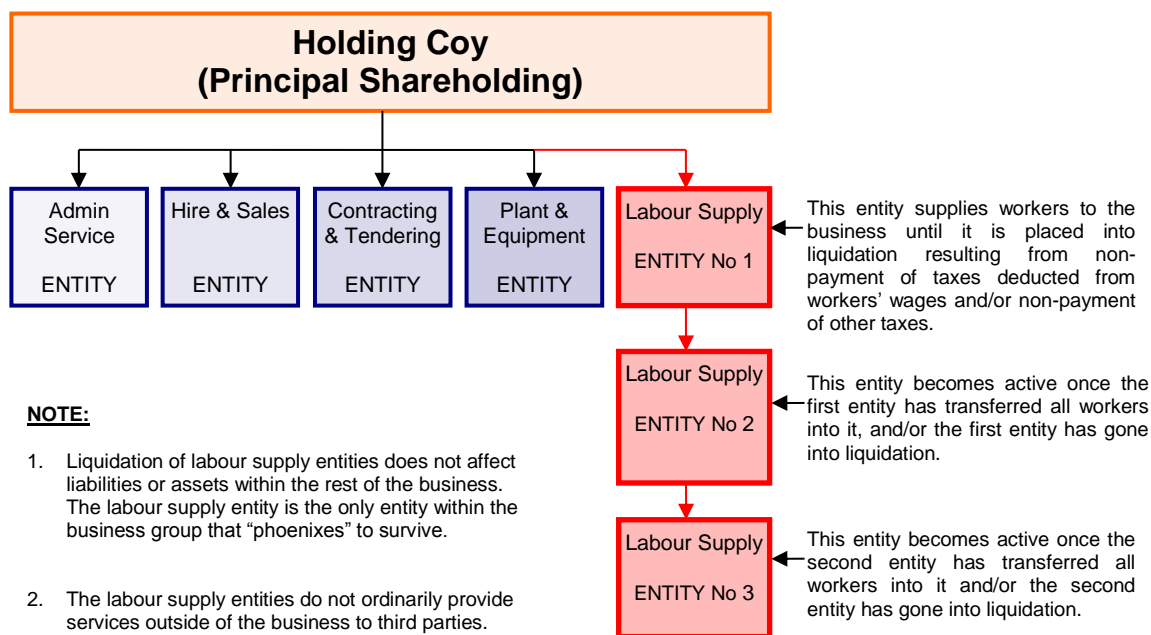 Holding Coy
(Principal Shareholding)
Admin
Service
ENTITY
Hire & Sales
ENTITY
Contracting
& Tendering
ENTITY
Plant &
Equipment
ENTITY
Labour Supply
ENTITY No 1
This entity supplies workers to the
business until it is placed into
liquidation resulting from non-
payment of taxes deducted from
workers’ wages and/or non-payment
of other taxes.
Labour Supply
ENTITY No 2
This entity becomes active once the
first entity has transferred all workers
into it, and/or the first entity has gone
into liquidation.
Labour Supply
ENTITY No 3
This entity becomes active once the
second entity has transferred all
workers into it and/or the second
entity has gone into liquidation.
NOTE:
1. Liquidation of labour supply entities does not affect
liabilities or assets within the rest of the business.
The labour supply entity is the only entity within the
business group that “phoenixes” to survive.
2. The labour supply entities do not ordinarily provide
services outside of the business to third parties.